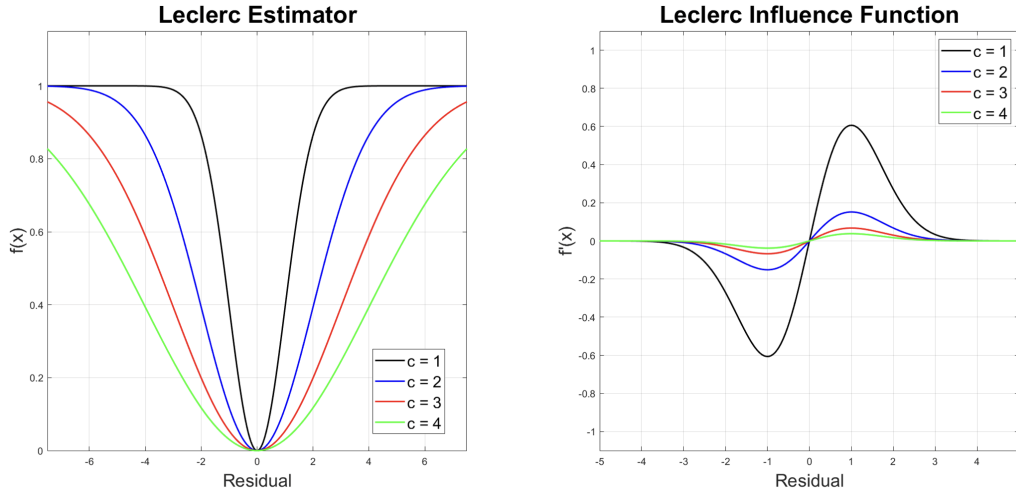 Leclerc Estimator
f(x)
1
0.8
0.6
0.4
0.2
0
-6
-4
-2
0
2
4
6
Residual
c = 1
c = 2
c = 3
c = 4
Leclerc Influence Function
f'(x)
1
0.8
0.6
0.4
0.2
0
-0.2
-0.4
-0.6
-0.8
-1
-5
-4
-3
-2
-1
0
1
2
3
4
Residual
c = 1
c = 2
c = 3
c = 4